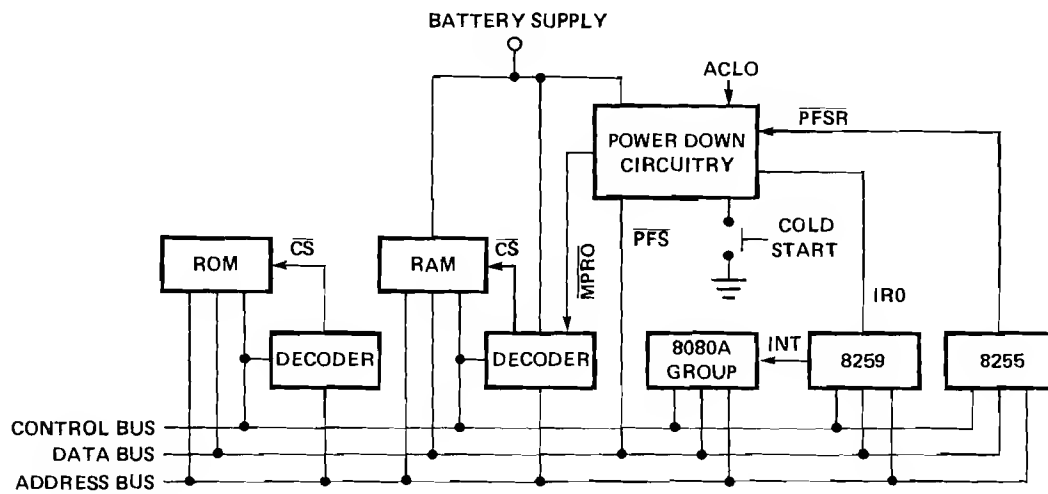 BATTERY SUPPLY
ACLO
PFSR
POWER DOWN
CIRCUITRY
COLD
START
PFS
MPRO
CS
ROM
CS
RAM
IR0
DECODER
DECODER
8080A
GROUP
INT
8259
8255
CONTROL BUS
DATA BUS
ADDRESS BUS